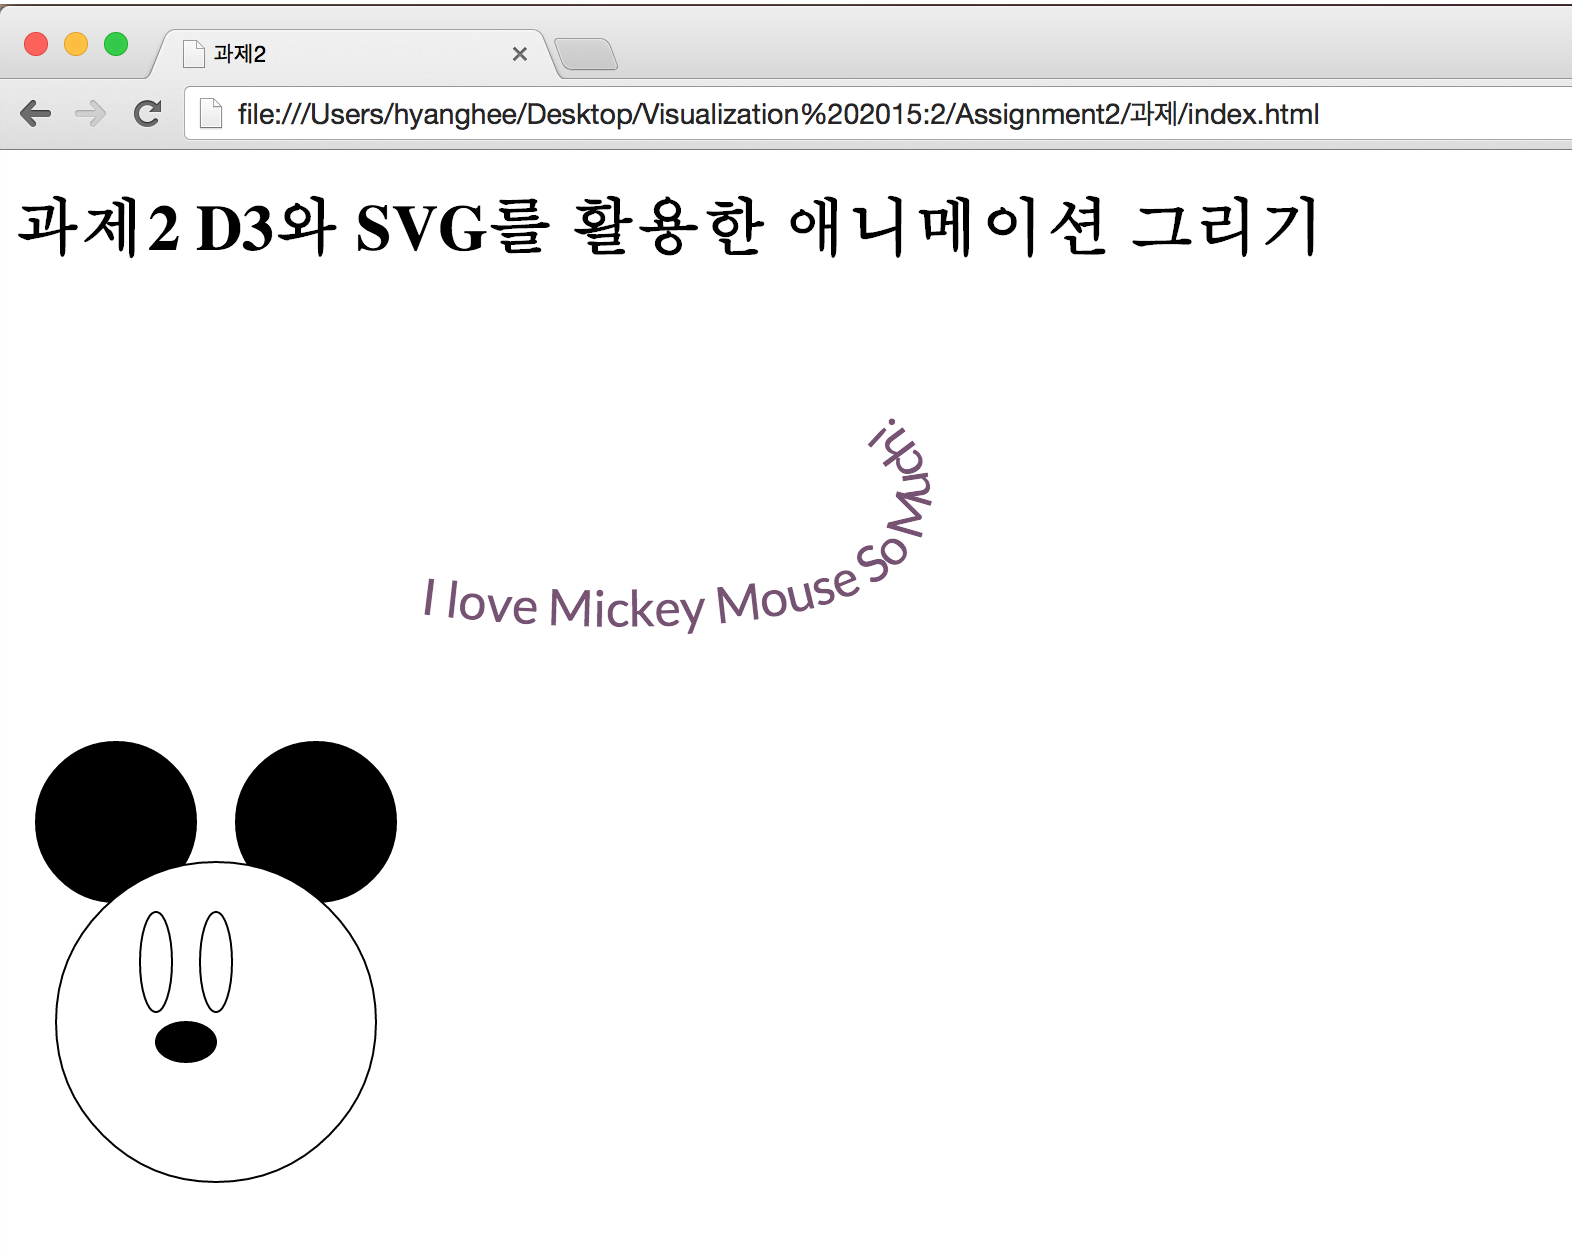 과제2
file:///Users/hyanghee/Desktop/Visualization%202015:2/Assignment2/과제/index.html
과제2 D3와 SVG를 활용한 애니메이션 그리기
I love Mickey Mouse So Muchi